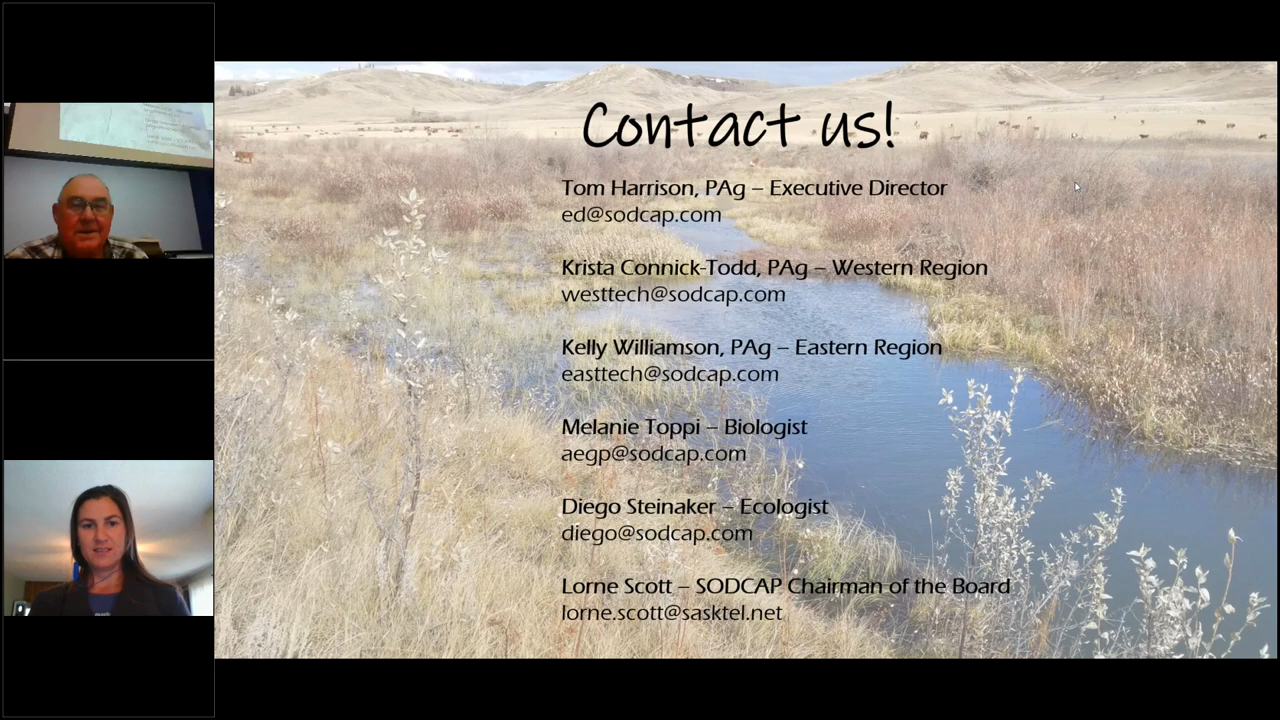 Contact us!
Tom Harrison, PAg – Executive Director
ed@sodcap.com
Krista Connick-Todd, PAg – Western Region
westtech@sodcap.com
Kelly Williamson, PAg – Eastern Region
easttech@sodcap.com
Melanie Toppi – Biologist
aegp@sodcap.com
Diego Steinaker – Ecologist
diego@sodcap.com
Lorne Scott – SODCAP Chairman of the Board
lorne.scott@sasktel.net